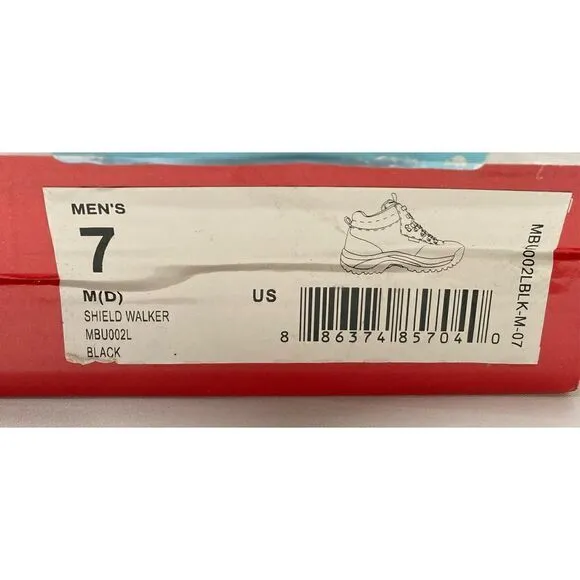 MEN'S
7
M(D)
US
SHIELD WALKER
MBU002L
BLACK
8 86374 85704 0
MBU002LBLK-M-07